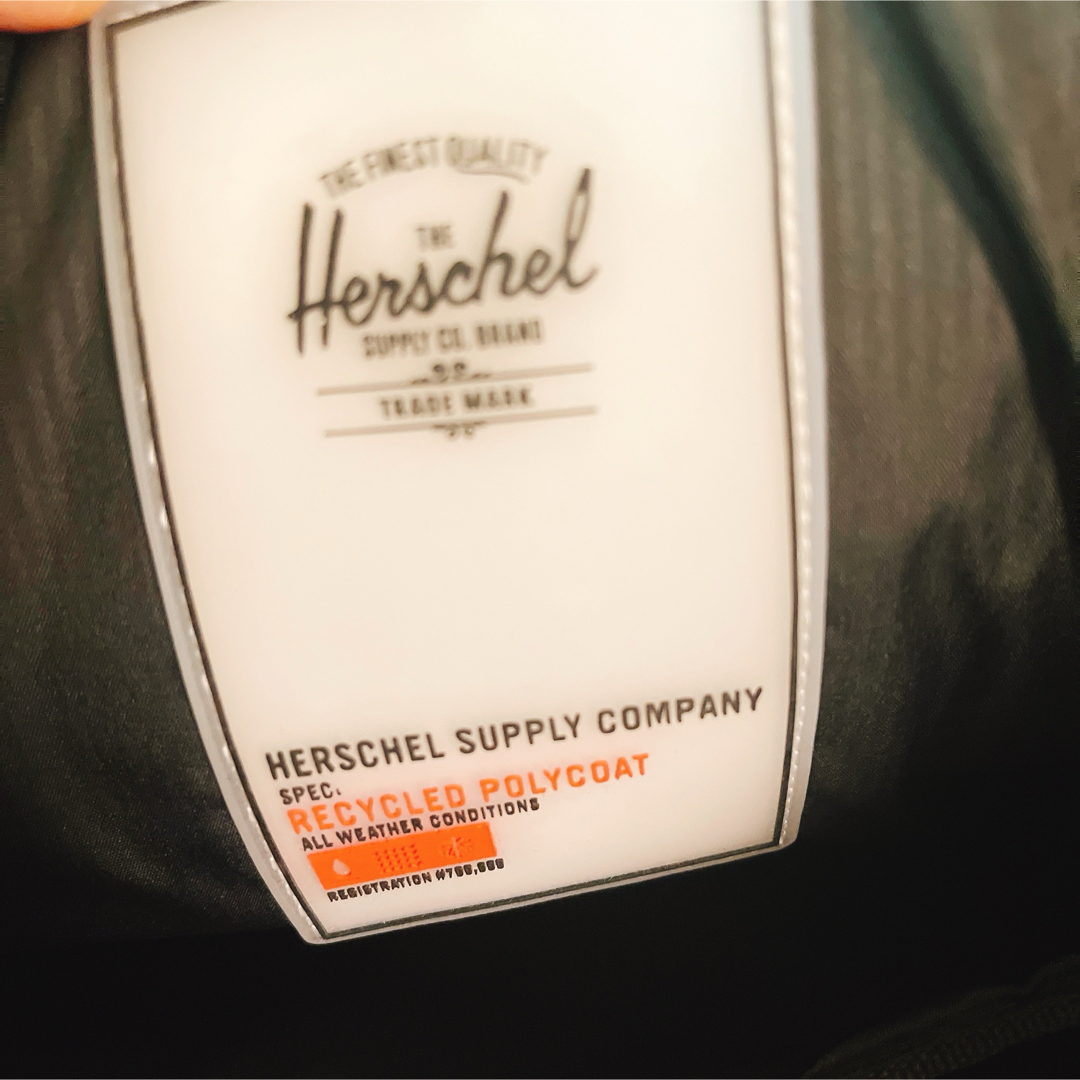 THE FINEST QUALITY
THE
Herschel
SUPPLY CO. BRAND
TRADE MARK
HERSCHEL SUPPLY COMPANY
SPEC.
RECYCLED POLYCOAT
ALL WEATHER CONDITIONS
REGISTRATION